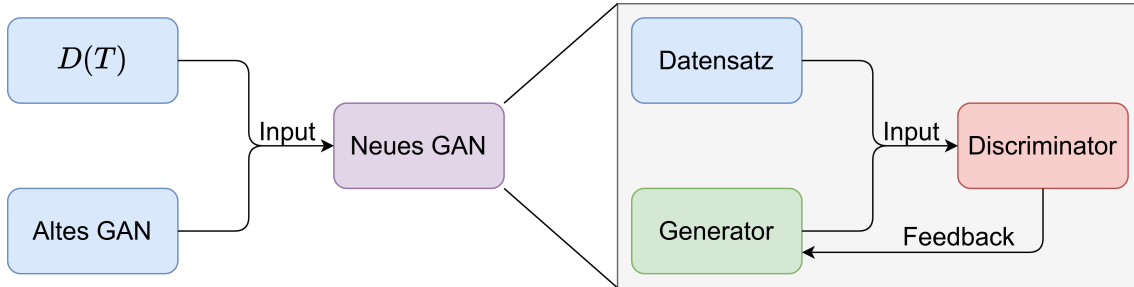 D(T)
Altes GAN
Input
Neues GAN
Datensatz
Generator
Input
Discriminator
Feedback